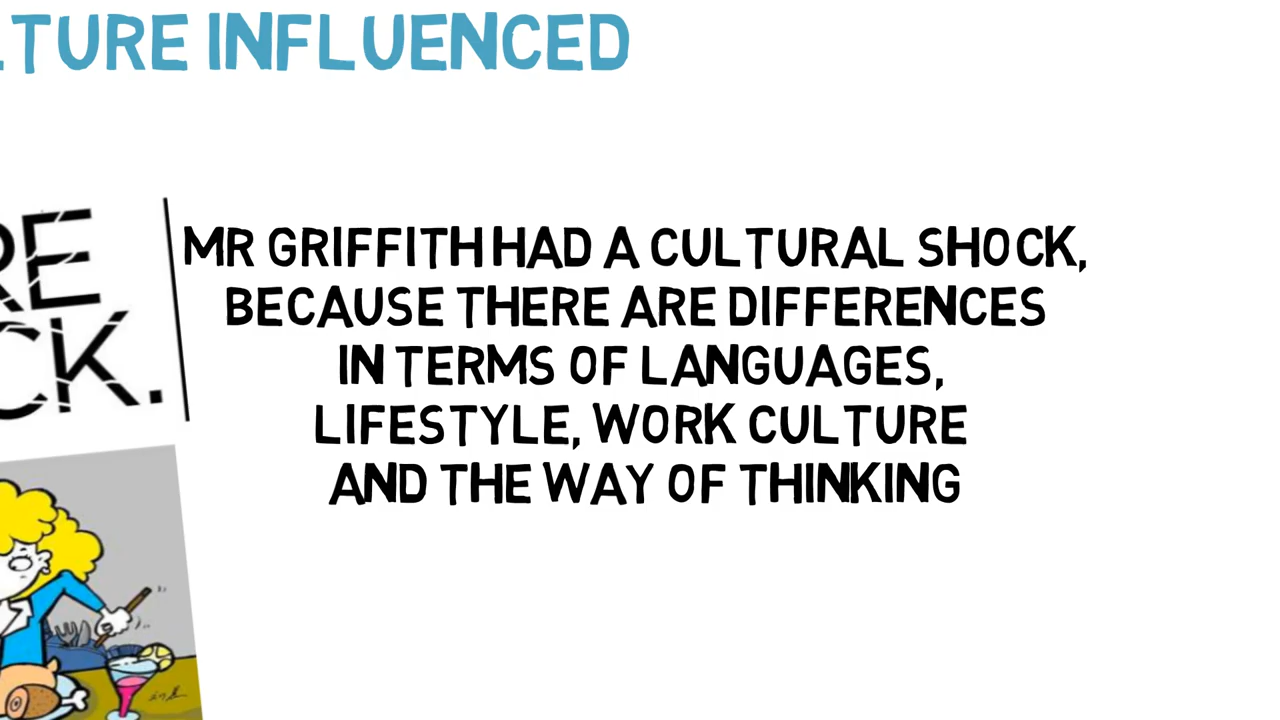 LTURE INFLUENCED
RE
CK.
MR GRIFFITH HAD A CULTURAL SHOCK,
BECAUSE THERE ARE DIFFERENCES
IN TERMS OF LANGUAGES,
LIFESTYLE, WORK CULTURE
AND THE WAY OF THINKING